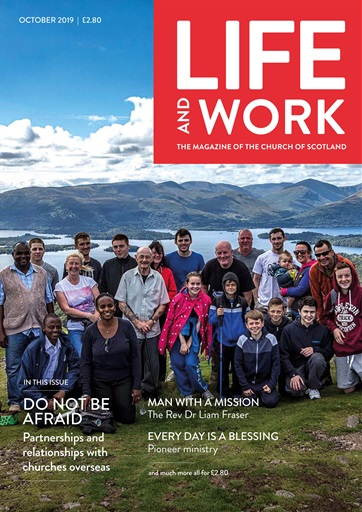 OCTOBER 2019 | £2.80
LIFE
AND WORK
THE MAGAZINE OF THE CHURCH OF SCOTLAND
IN THIS ISSUE
DO NOT BE
AFRAID
Partnerships and
relationships with
churches overseas
MAN WITH A MISSION
The Rev Dr Liam Fraser
EVERY DAY IS A BLESSING
Pioneer ministry
and much more all for £2.80